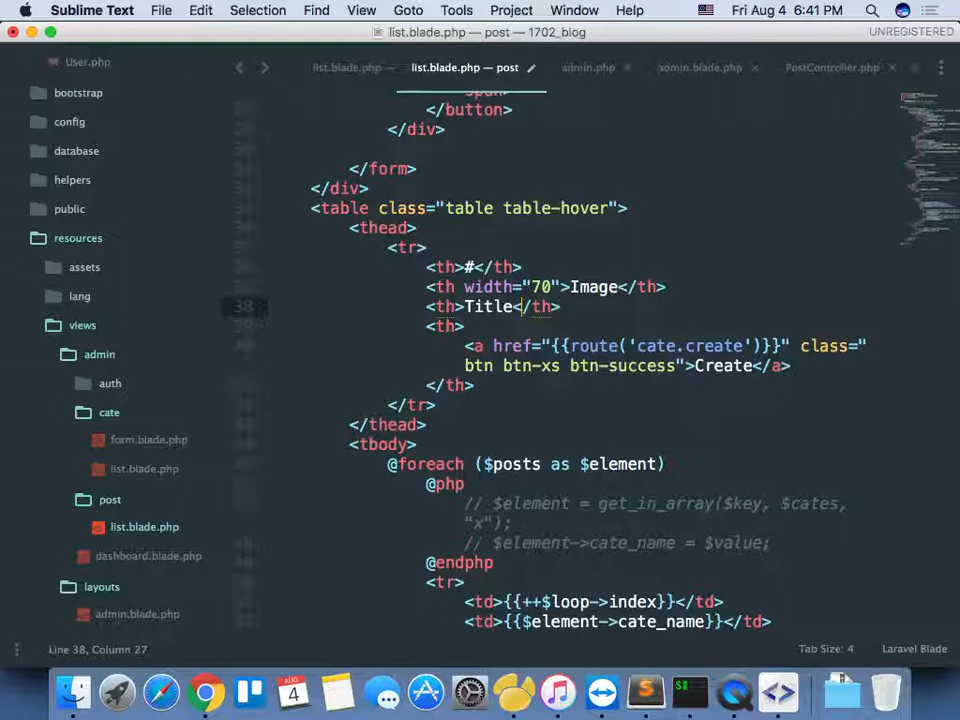 Sublime Text File Edit Selection Find View Goto Tools Project Window Help Fri Aug 4 6:41 PM
list.blade.php — post — 1702_blog UNREGISTERED
User.php
list.blade.php — list.blade.php — post admin.php × admin.blade.php × PostController.php ×
bootstrap
config
database
helpers
public
resources
assets
lang
views
admin
auth
cate
form.blade.php
list.blade.php
post
list.blade.php
dashboard.blade.php
layouts
admin.blade.php
38
</button>
</div>
</form>
</div>
<table class="table table-hover">
<thead>
<tr>
<th>#</th>
<th width="70">Image</th>
<th>Title</th>
<th>
<a href="{{route('cate.create')}}" class="
btn btn-xs btn-success">Create</a>
</th>
</tr>
</thead>
<tbody>
@foreach ($posts as $element)
@php
// $element = get_in_array($key, $cates,
"x");
// $element->cate_name = $value;
@endphp
<tr>
<td>{{++$loop->index}}</td>
<td>{{$element->cate_name}}</td>
Line 38, Column 27 Tab Size: 4 Laravel Blade
AUG
4